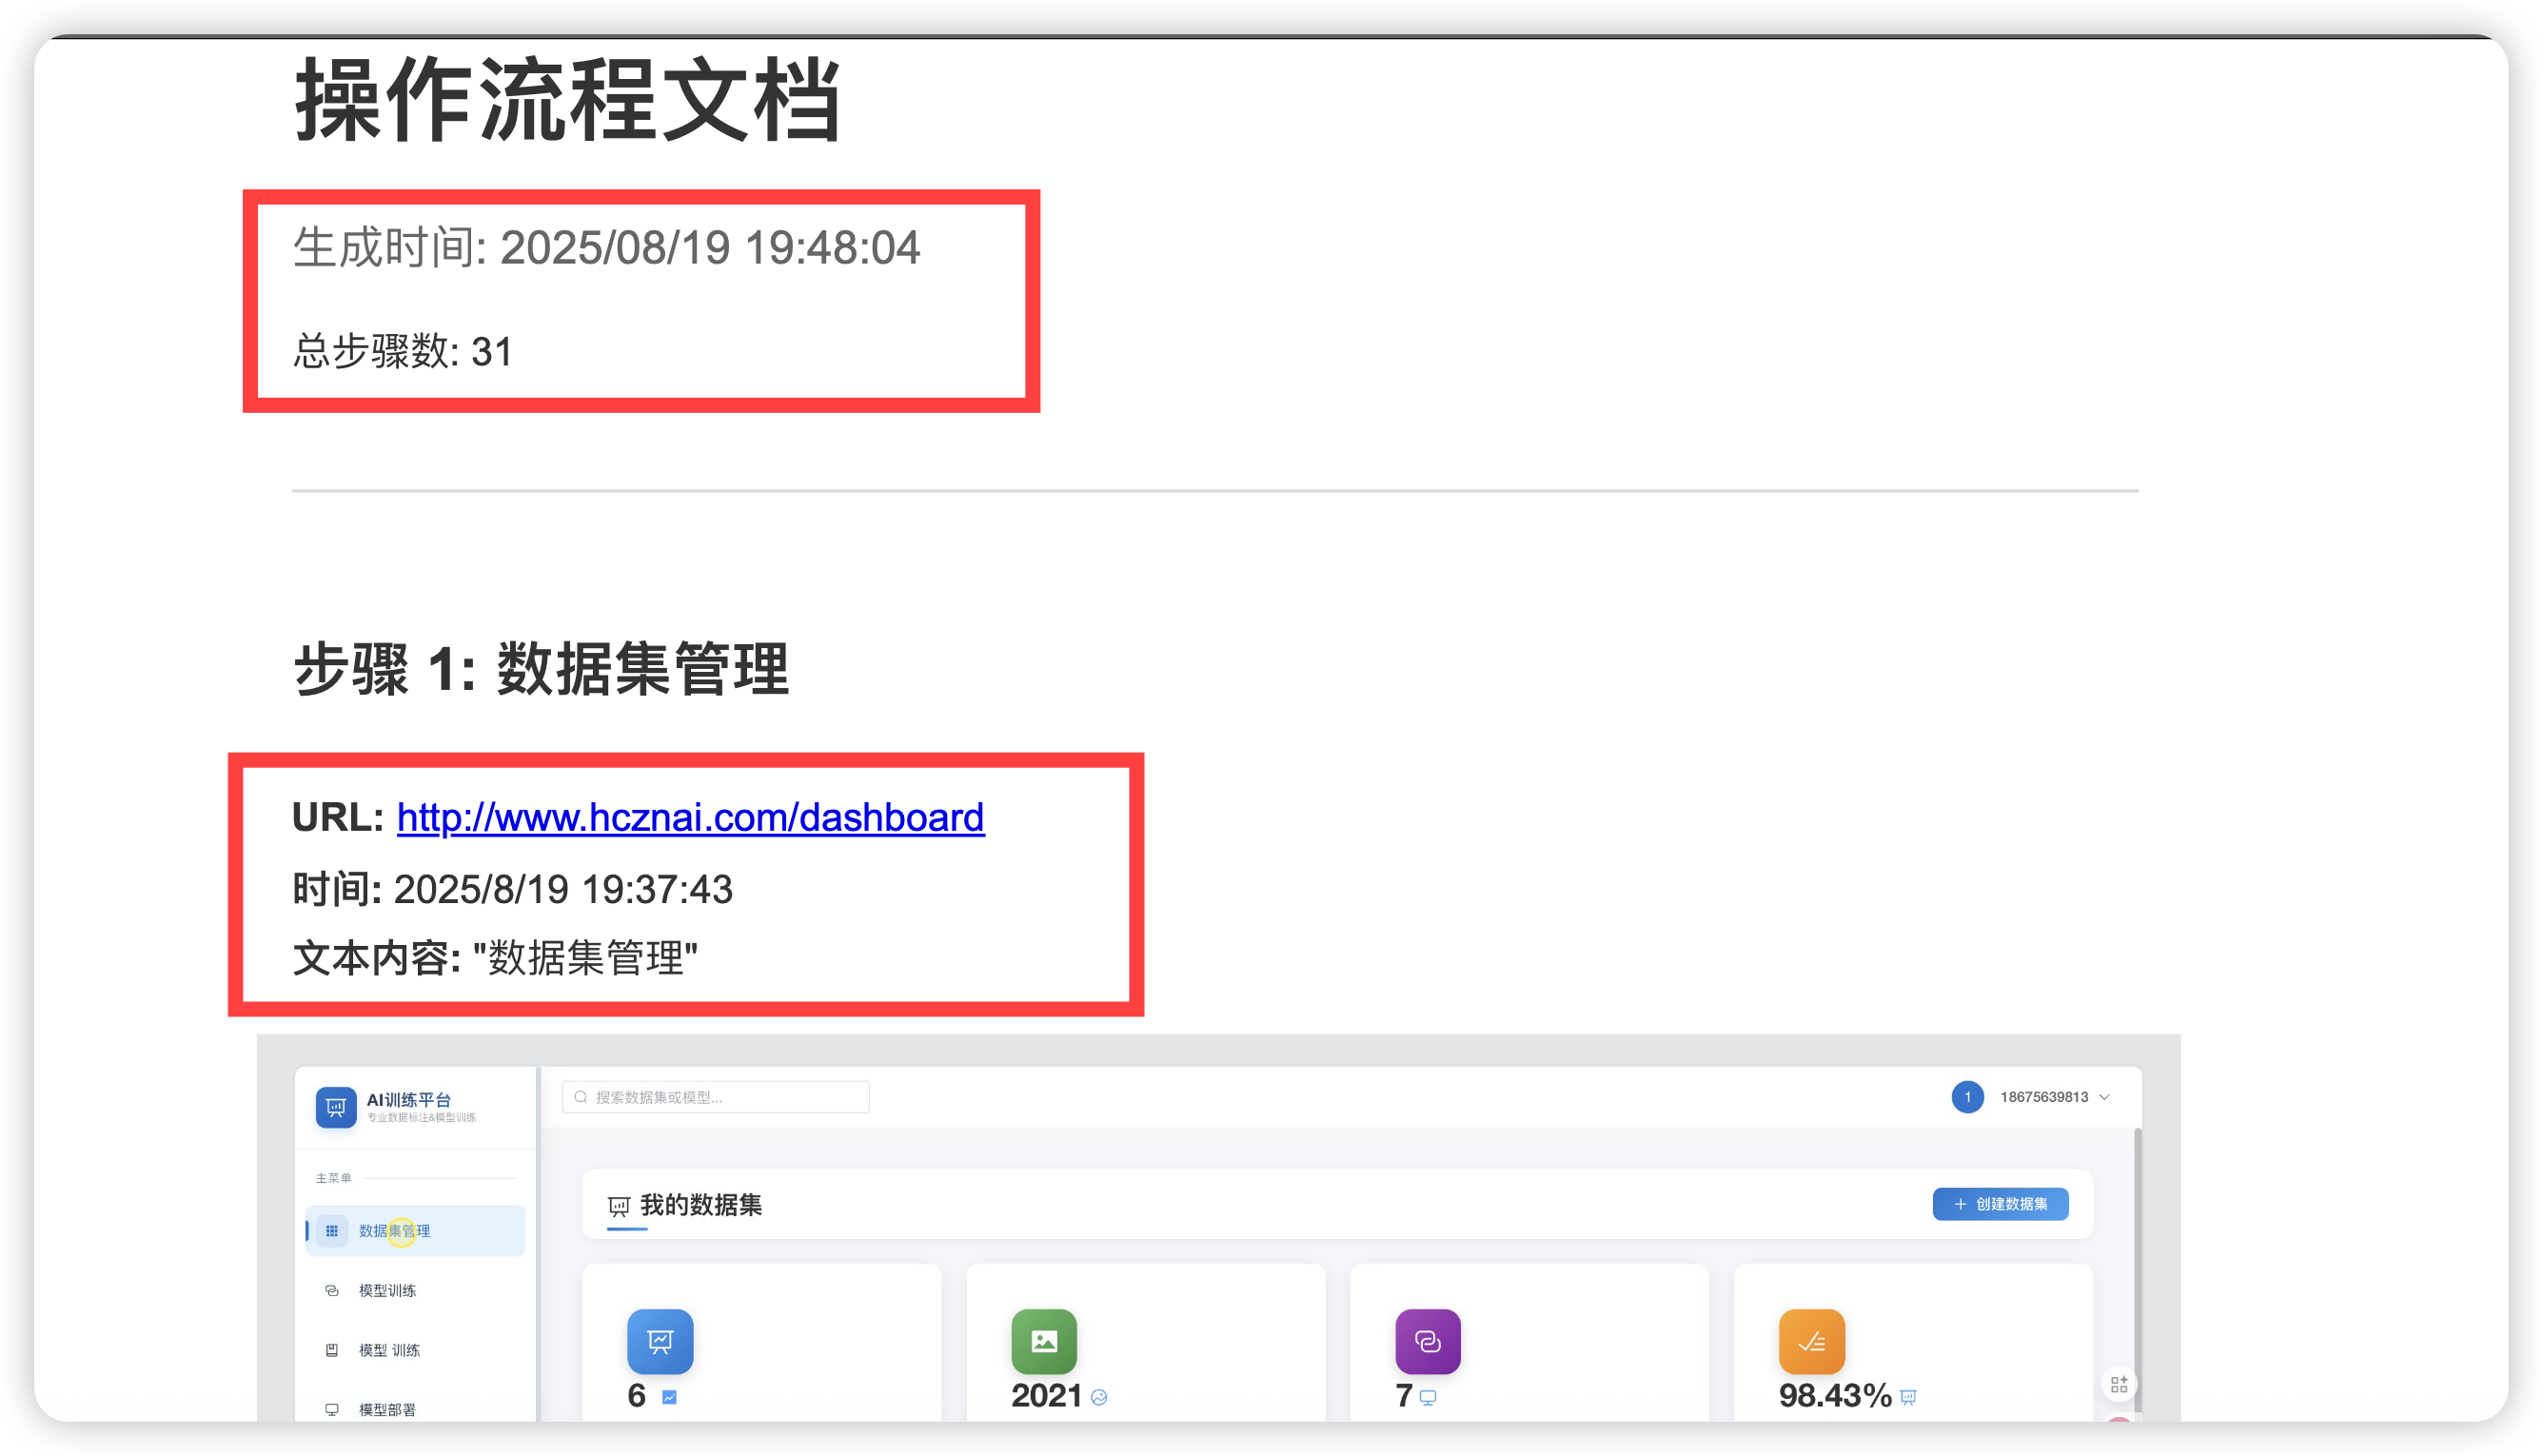 操作流程文档
生成时间: 2025/08/19 19:48:04
总步骤数: 31
步骤 1: 数据集管理
URL: http://www.hcznai.com/dashboard
时间: 2025/8/19 19:37:43
文本内容: "数据集管理"
AI训练平台
专业数据标注&模型训练
搜索数据集或模型...
1 18675639813
主菜单
数据集管理
模型训练
模型 训练
模型部署
我的数据集
+ 创建数据集
6
2021
7
98.43%